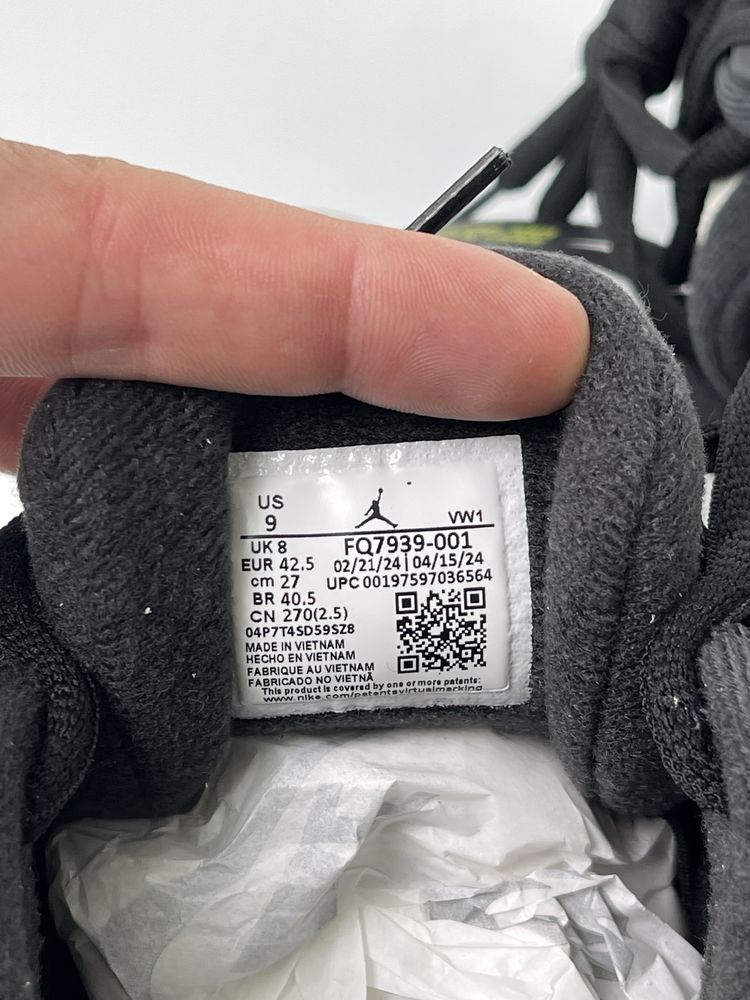 US
9
VW1
UK 8
FQ7939-001
EUR 42.5
02/21/24 | 04/15/24
cm 27
UPC 00197597036564
BR 40.5
CN 270(2.5)
04P7T4SD59SZ8
MADE IN VIETNAM
HECHO EN VIETNAM
FABRIQUE AU VIETNAM
FABRICADO NO VIETNÃ
This product is covered by one or more patents:
www.nike.com/patentsvirtualmarking